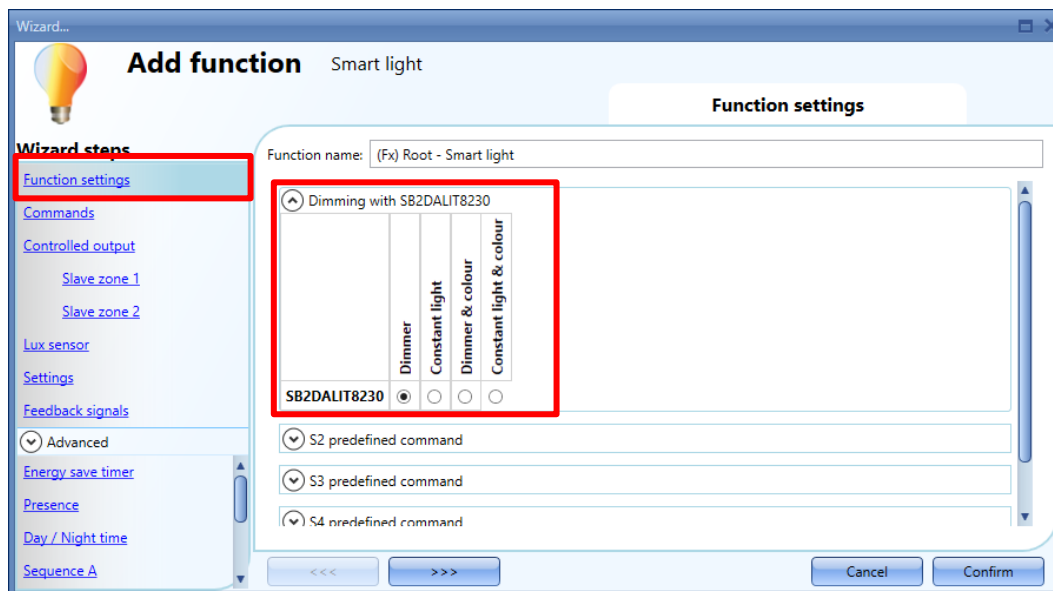 Wizard...
Add function Smart light
Function settings
Wizard steps
Function settings
Commands
Controlled output
Slave zone 1
Slave zone 2
Lux sensor
Settings
Feedback signals
Advanced
Energy save timer
Presence
Day / Night time
Sequence A
Function name: (Fx) Root - Smart light
Dimming with SB2DALIT8230
Dimmer
Constant light
Dimmer & colour
Constant light & colour
SB2DALIT8230
S2 predefined command
S3 predefined command
S4 predefined command
<<< >>> Cancel Confirm